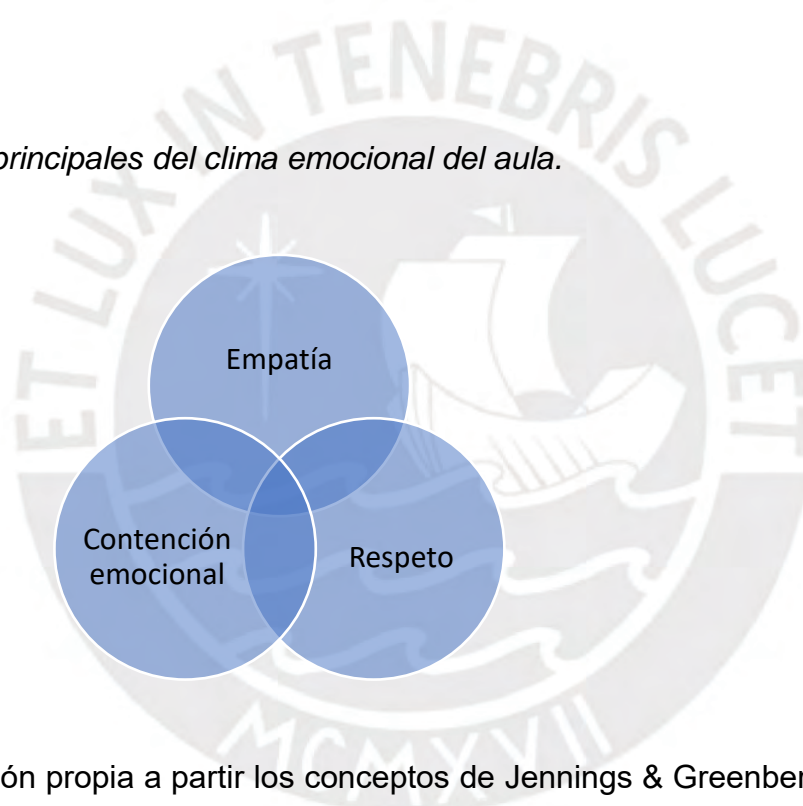 ET LUX IN TENEBRIS LUCET
principales del clima emocional del aula.
Empatía
Contención
emocional
Respeto
MCMXVII
ón propia a partir los conceptos de Jennings & Greenber